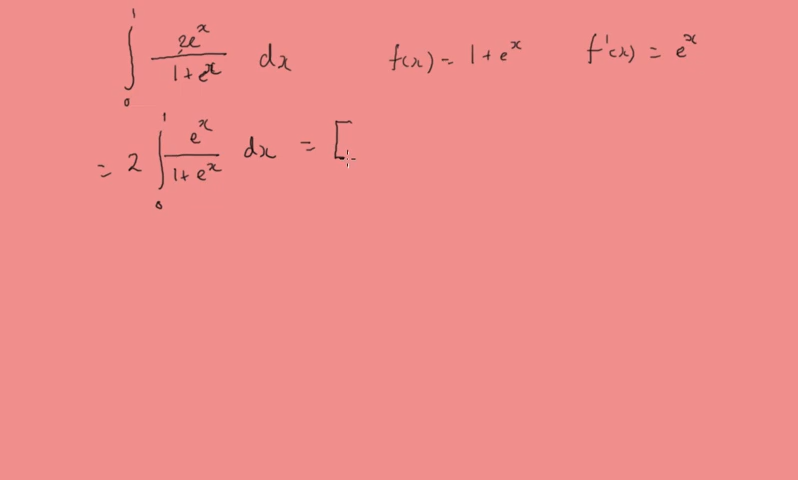 ∫₀¹ 2eˣ/(1+eˣ) dx f(x) = 1+eˣ f'(x) = eˣ
= 2 ∫₀¹ eˣ/(1+eˣ) dx = [